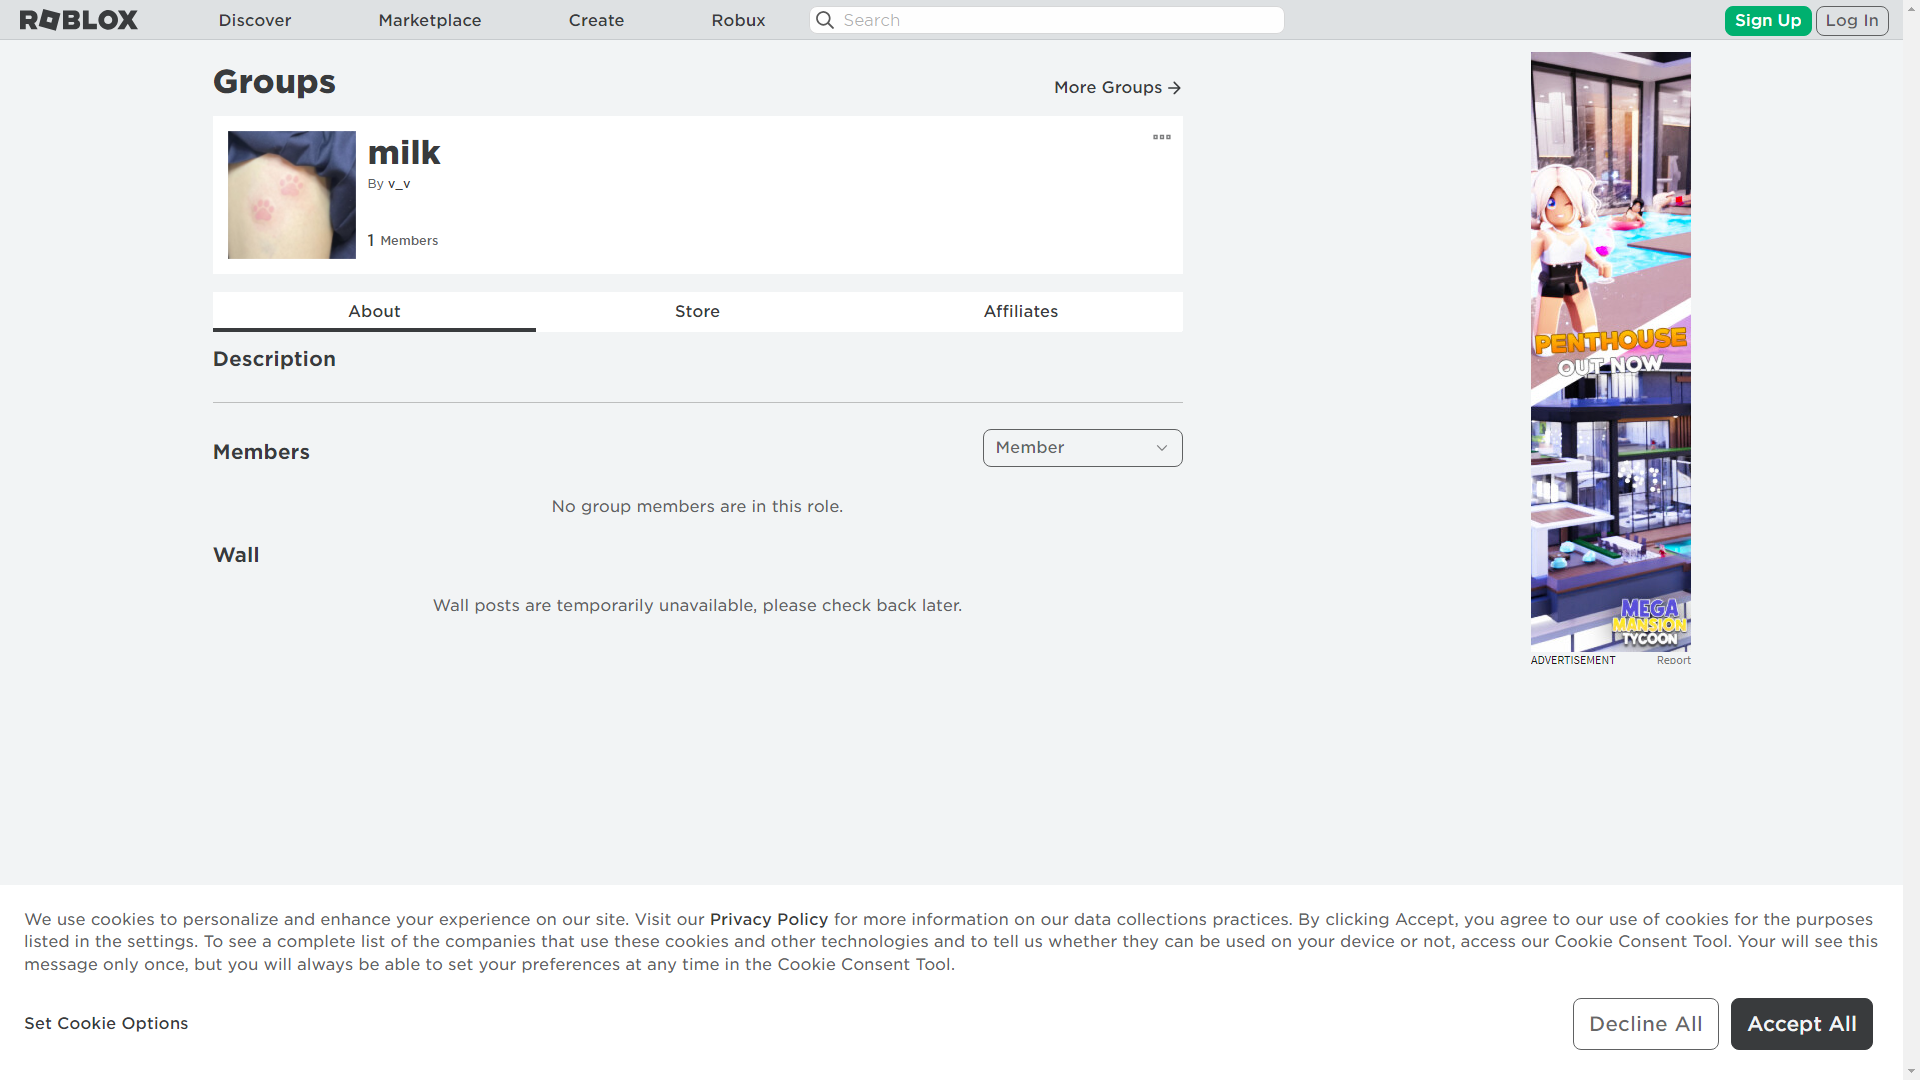 ROBLOX
Discover
Marketplace
Create
Robux
Search
Sign Up
Log In
Groups
More Groups
milk
By v_v
1 Members
About
Store
Affiliates
Description
Members
Member
No group members are in this role.
Wall
Wall posts are temporarily unavailable, please check back later.
PENTHOUSE
OUT NOW
MEGA
MANSION
TYCOON
ADVERTISEMENT
Report
We use cookies to personalize and enhance your experience on our site. Visit our Privacy Policy for more information on our data collections practices. By clicking Accept, you agree to our use of cookies for the purposes
listed in the settings. To see a complete list of the companies that use these cookies and other technologies and to tell us whether they can be used on your device or not, access our Cookie Consent Tool. Your will see this
message only once, but you will always be able to set your preferences at any time in the Cookie Consent Tool.
Set Cookie Options
Decline All
Accept All